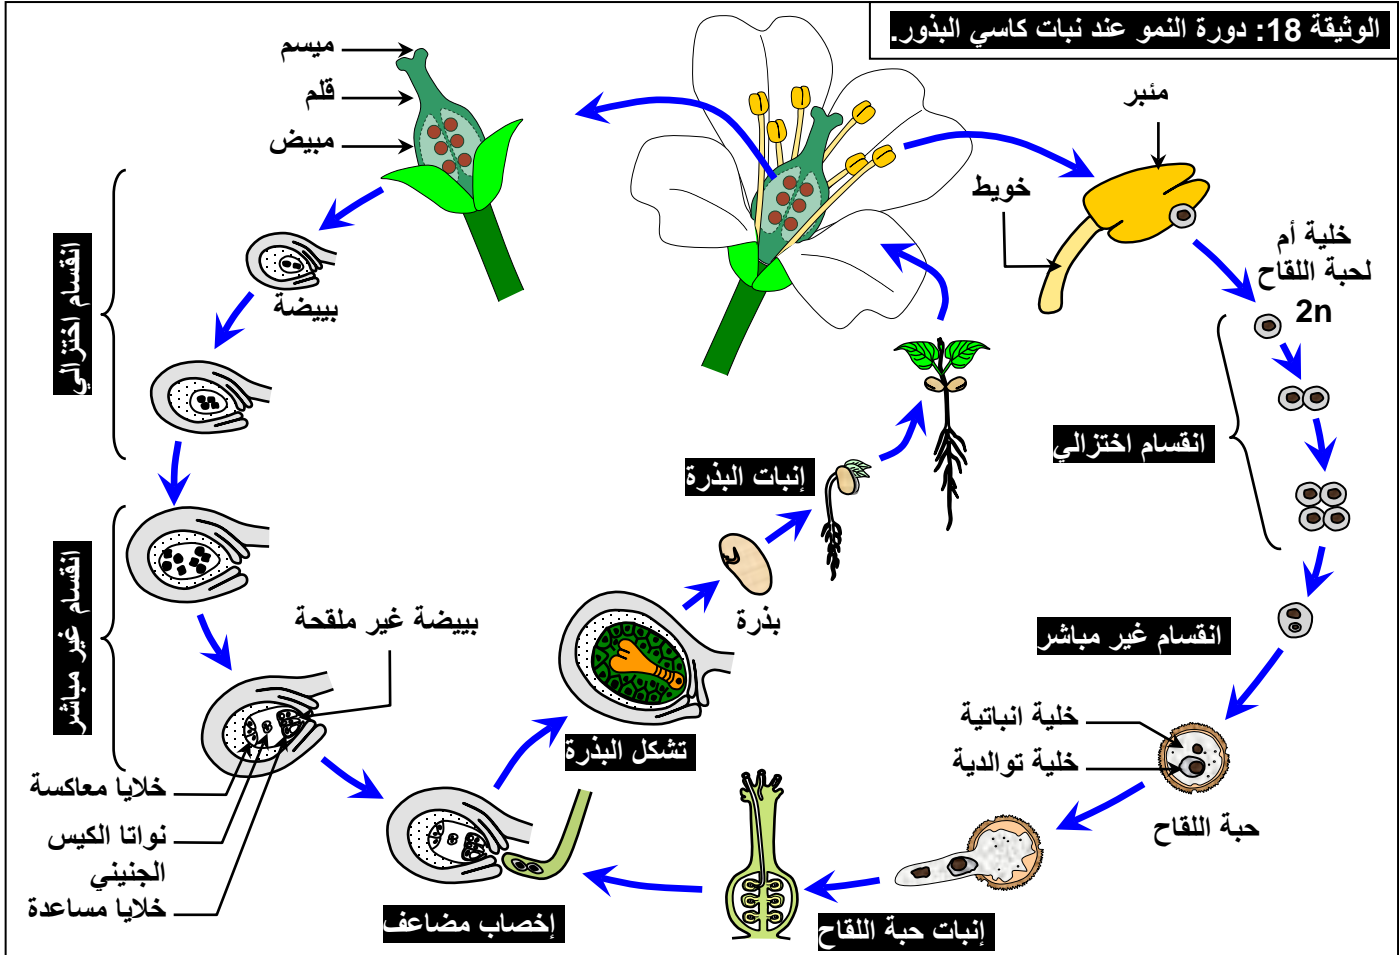 الوثيقة 18: دورة النمو عند نبات كاسي البذور.
مئبر
خويط
خلية أم
لحبة اللقاح
2n
انقسام اختزالي
انقسام غير مباشر
خلية انباتية
خلية توالدية
حبة اللقاح
إنبات حبة اللقاح
ميسم
قلم
مبيض
بييضة
انقسام اختزالي
انقسام غير مباشر
بييضة غير ملقحة
خلايا معاكسة
نواتا الكيس
الجنيني
خلايا مساعدة
إخصاب مضاعف
تشكل البذرة
بذرة
إنبات البذرة